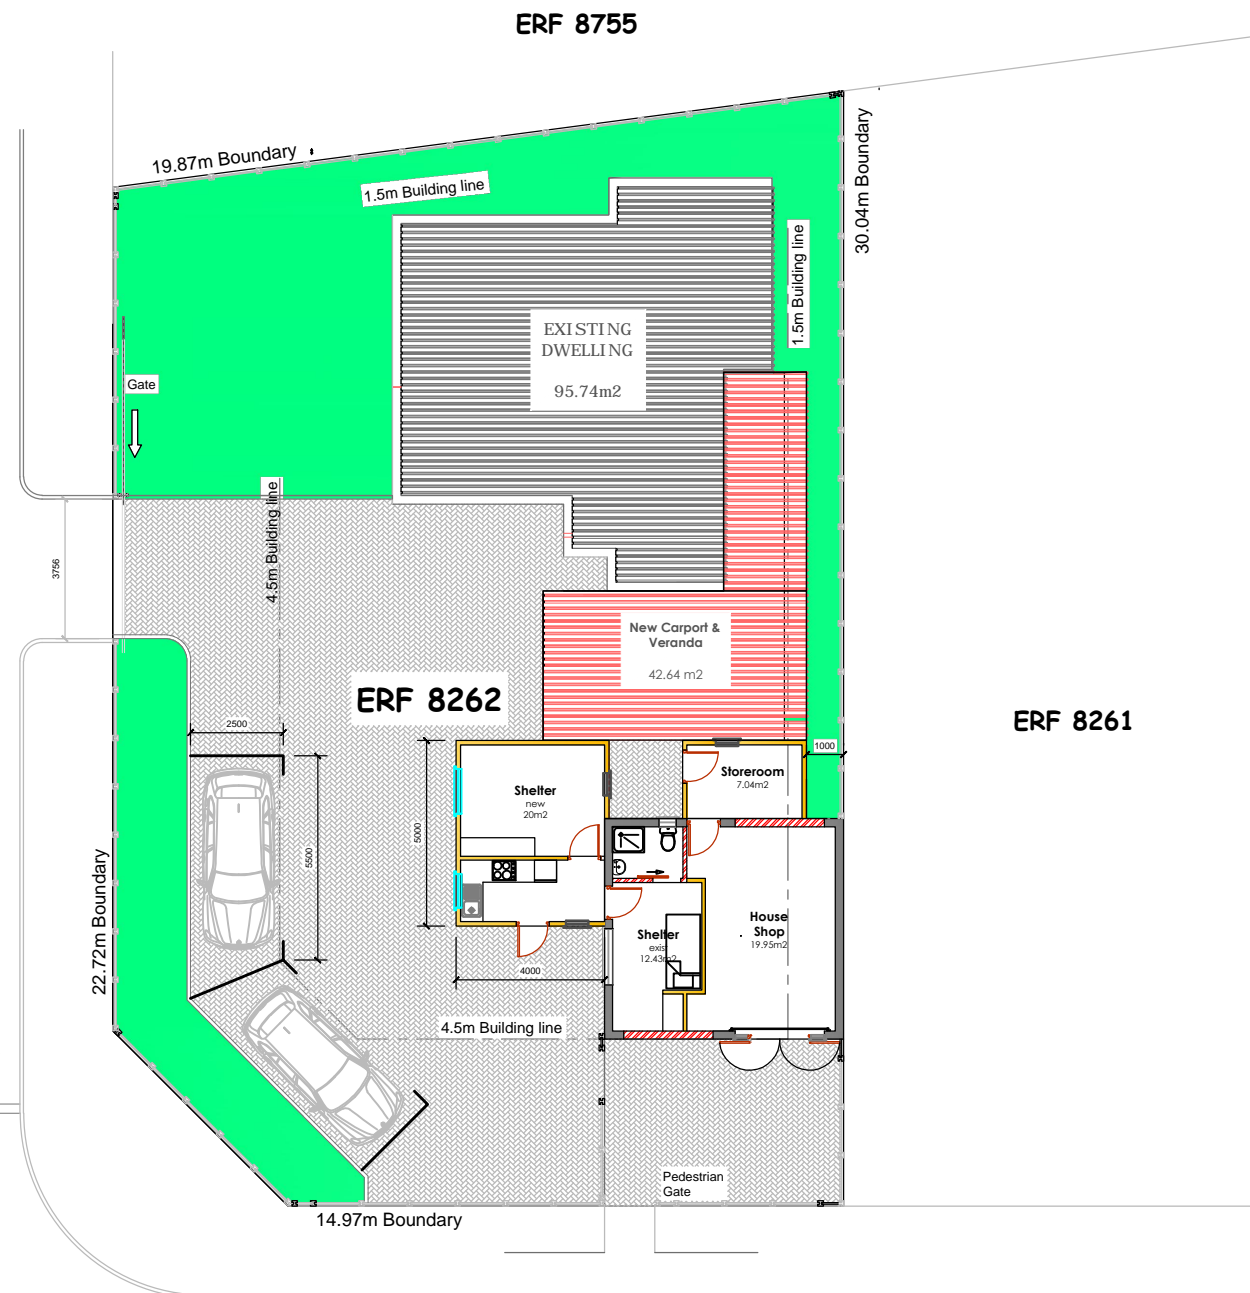 ERF 8755
19.87m Boundary
1.5m Building line
30.04m Boundary
1.5m Building line
EXISTING
DWELLING
95.74m2
Gate
4.5m Building line
3756
New Carport &
Veranda
42.64 m2
ERF 8262
ERF 8261
2500
1000
Storeroom
7.04m2
Shelter
new
20m2
5000
5500
22.72m Boundary
House
Shop
19.95m2
Shelter
exist
12.43m2
4000
4.5m Building line
Pedestrian
Gate
14.97m Boundary